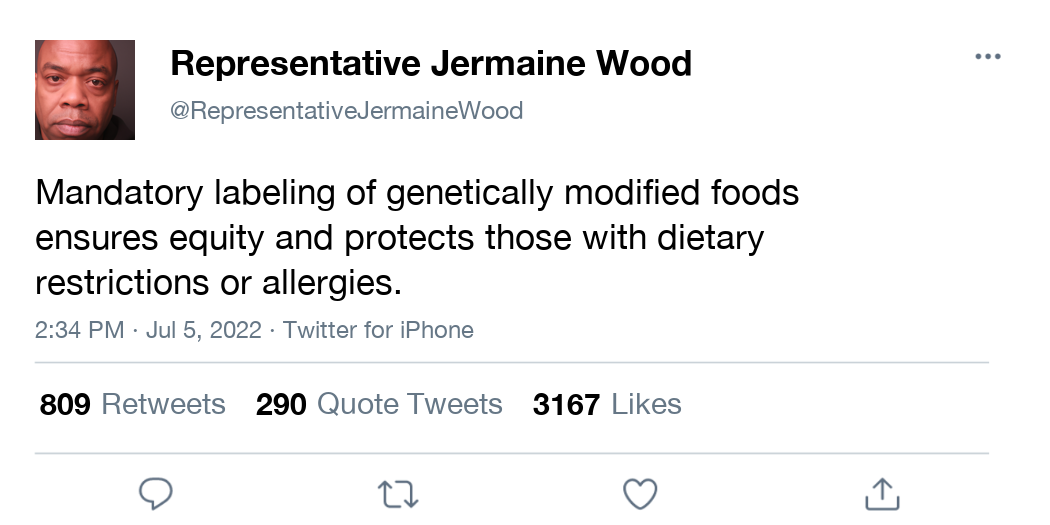 Representative Jermaine Wood
@RepresentativeJermaineWood
Mandatory labeling of genetically modified foods
ensures equity and protects those with dietary
restrictions or allergies.
2:34 PM · Jul 5, 2022 · Twitter for iPhone
809 Retweets 290 Quote Tweets 3167 Likes